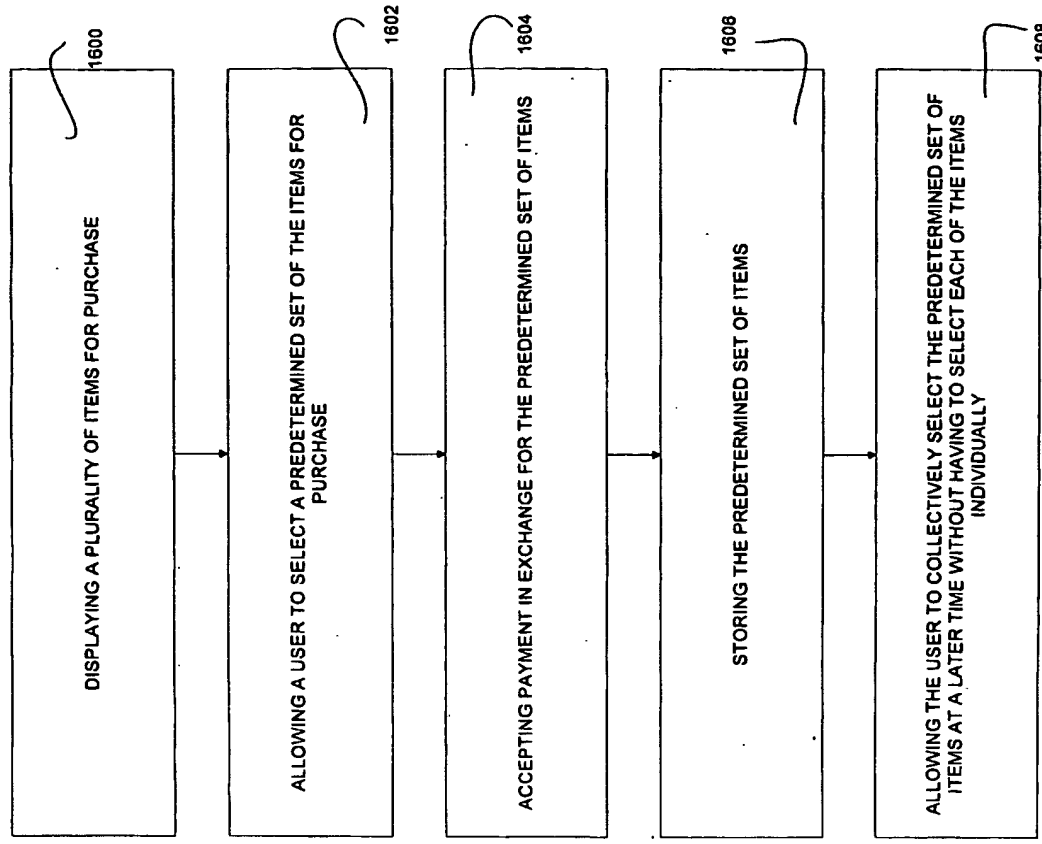 DISPLAYING A PLURALITY OF ITEMS FOR PURCHASE
1600
ALLOWING A USER TO SELECT A PREDETERMINED SET OF THE ITEMS FOR
PURCHASE
1602
ACCEPTING PAYMENT IN EXCHANGE FOR THE PREDETERMINED SET OF ITEMS
1604
STORING THE PREDETERMINED SET OF ITEMS
1606
ALLOWING THE USER TO COLLECTIVELY SELECT THE PREDETERMINED SET OF
ITEMS AT A LATER TIME WITHOUT HAVING TO SELECT EACH OF THE ITEMS
INDIVIDUALLY